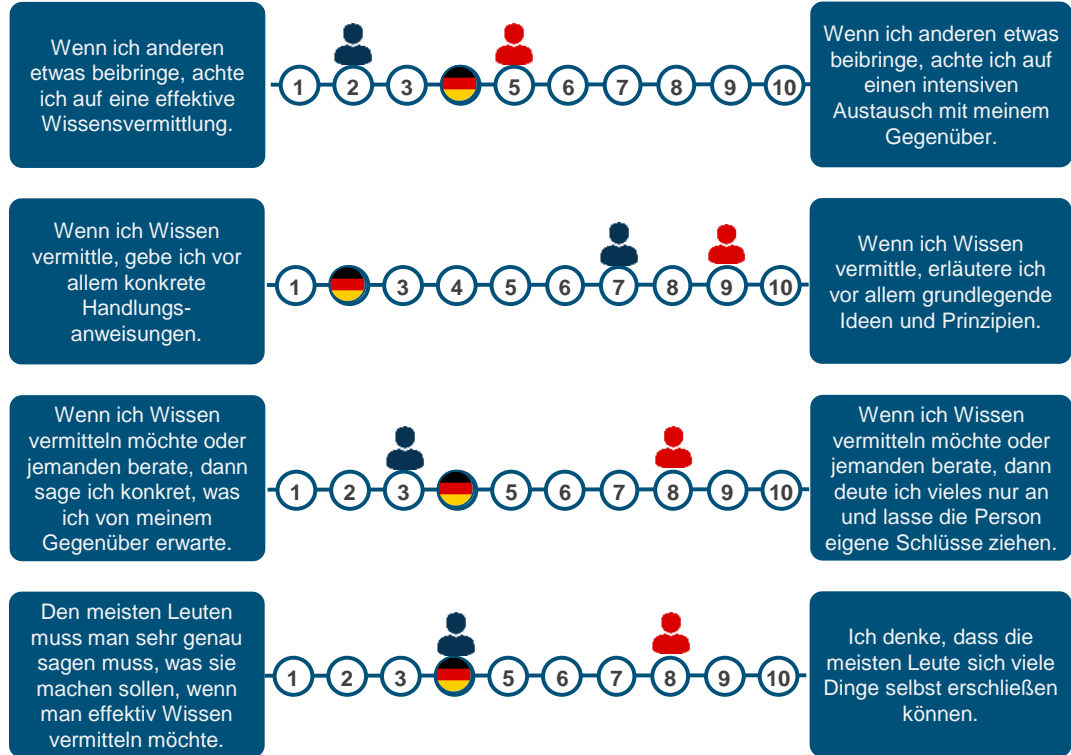 Wenn ich anderen
etwas beibringe, achte
ich auf eine effektive
Wissensvermittlung.
1 2 3 5 6 7 8 9 10
Wenn ich anderen etwas
beibringe, achte ich auf
einen intensiven
Austausch mit meinem
Gegenüber.
Wenn ich Wissen
vermittle, gebe ich vor
allem konkrete
Handlungs-
anweisungen.
1 3 4 5 6 7 8 9 10
Wenn ich Wissen
vermittle, erläutere ich
vor allem grundlegende
Ideen und Prinzipien.
Wenn ich Wissen
vermitteln möchte oder
jemanden berate, dann
sage ich konkret, was
ich von meinem
Gegenüber erwarte.
1 2 3 5 6 7 8 9 10
Wenn ich Wissen
vermitteln möchte oder
jemanden berate, dann
deute ich vieles nur an
und lasse die Person
eigene Schlüsse ziehen.
Den meisten Leuten
muss man sehr genau
sagen muss, was sie
machen sollen, wenn
man effektiv Wissen
vermitteln möchte.
1 2 3 5 6 7 8 9 10
Ich denke, dass die
meisten Leute sich viele
Dinge selbst erschließen
können.